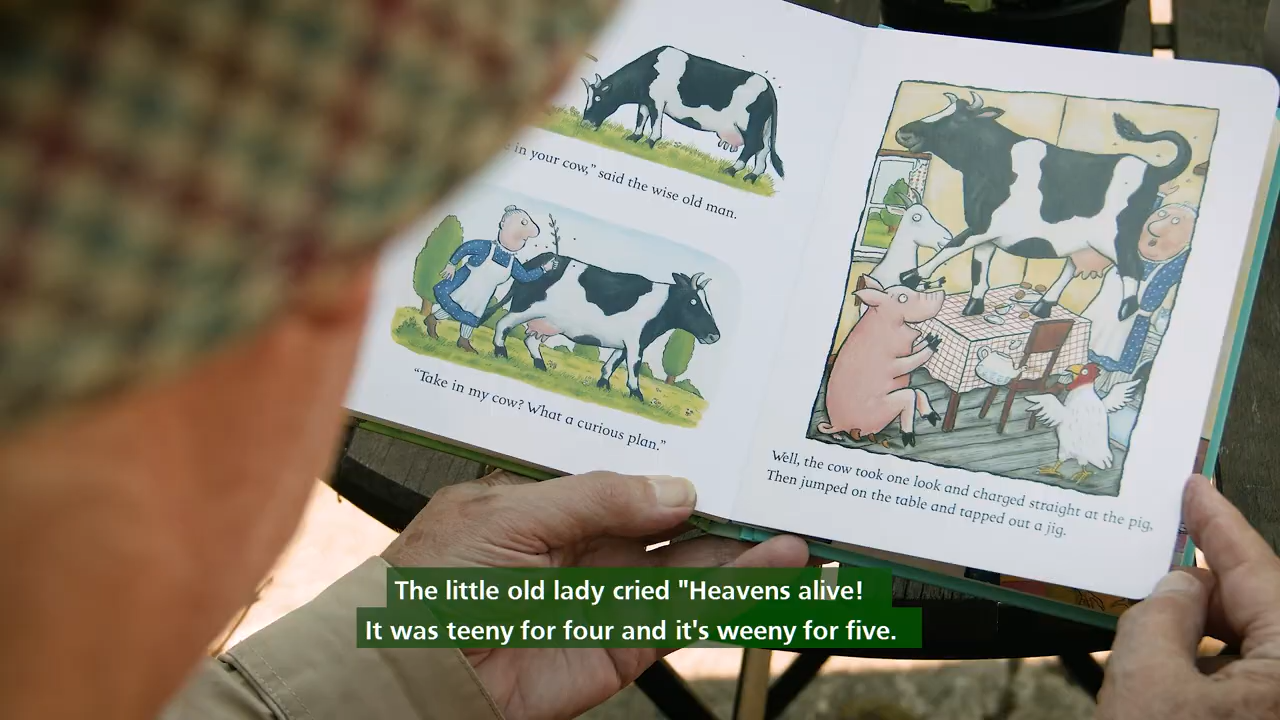 in your cow," said the wise old man.
"Take in my cow? What a curious plan."
Well, the cow took one look and charged straight at the pig,
Then jumped on the table and tapped out a jig.
The little old lady cried "Heavens alive!
It was teeny for four and it's weeny for five.